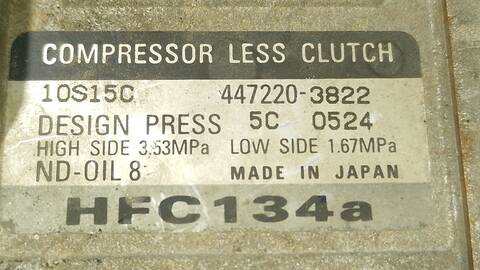 COMPRESSOR LESS CLUTCH
10S15C 447220-3822
DESIGN PRESS 5C 0524
HIGH SIDE 3.53MPa LOW SIDE 1.67MPa
ND-OIL 8 MADE IN JAPAN
HFC134a